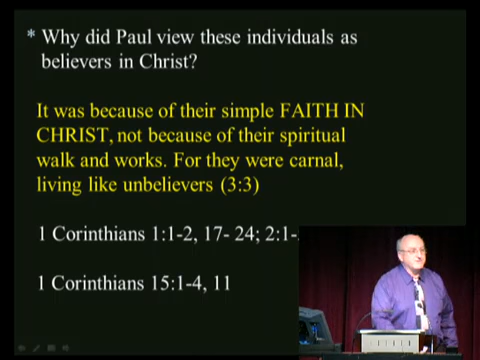 * Why did Paul view these individuals as
believers in Christ?
It was because of their simple FAITH IN
CHRIST, not because of their spiritual
walk and works. For they were carnal,
living like unbelievers (3:3)
1 Corinthians 1:1-2, 17- 24; 2:1-
1 Corinthians 15:1-4, 11